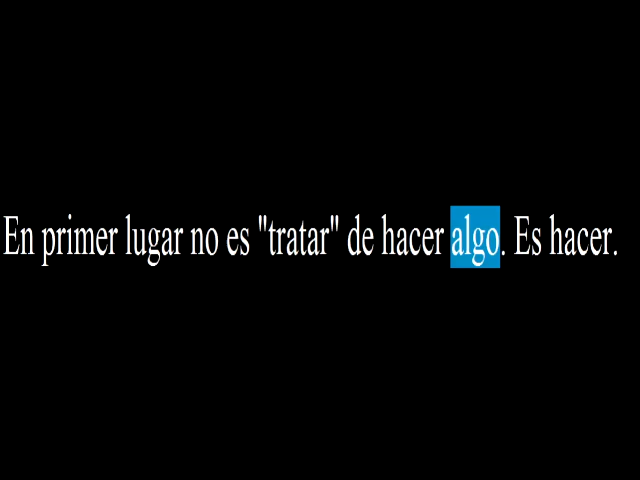 En primer lugar no es "tratar" de hacer algo. Es hacer.